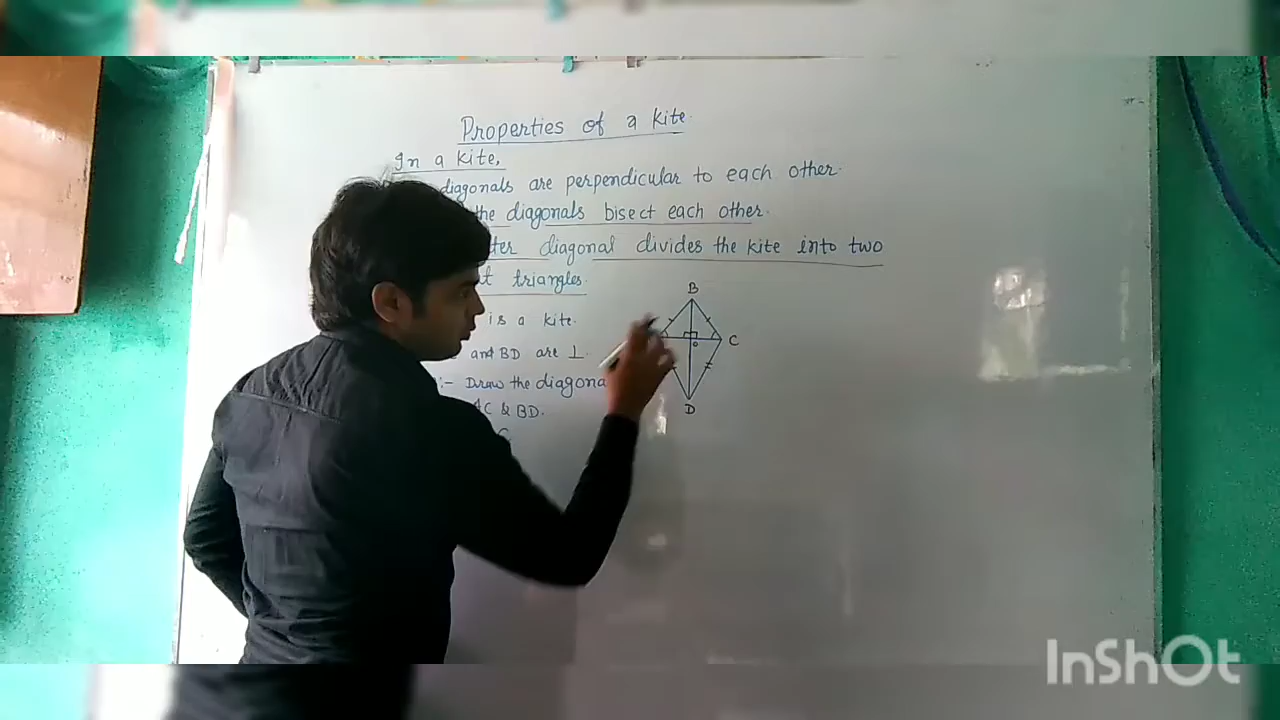 Properties of a kite.
In a kite,
diagonals are perpendicular to each other.
the diagonals bisect each other.
diagonal divides the kite into two
triangles.
is a kite.
and BD are ⊥
:- Draw the diagona
AC & BD.
B
C
o
D
InShOt